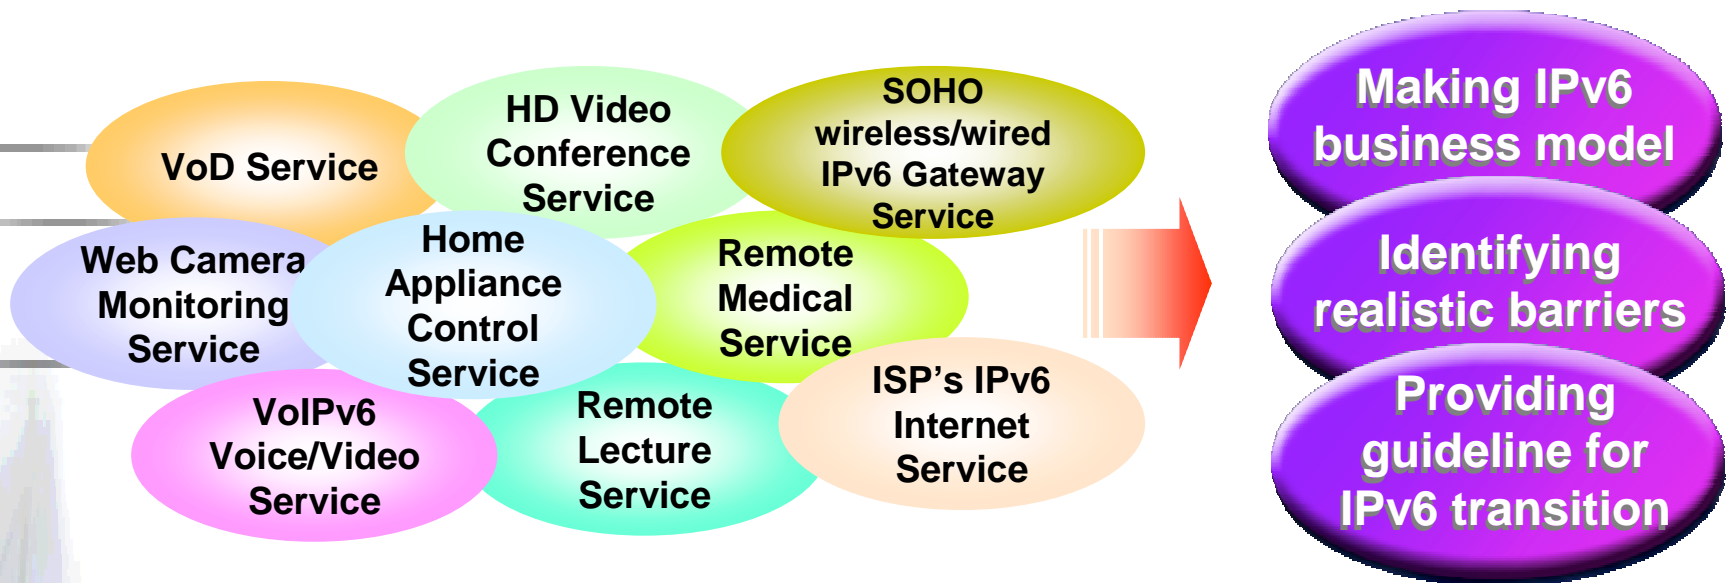 VoD Service
HD Video
Conference
Service
SOHO
wireless/wired
IPv6 Gateway
Service
Web Camera
Monitoring
Service
Home
Appliance
Control
Service
Remote
Medical
Service
VoIPv6
Voice/Video
Service
Remote
Lecture
Service
ISP’s IPv6
Internet
Service
Making IPv6
business model
Identifying
realistic barriers
Providing
guideline for
IPv6 transition